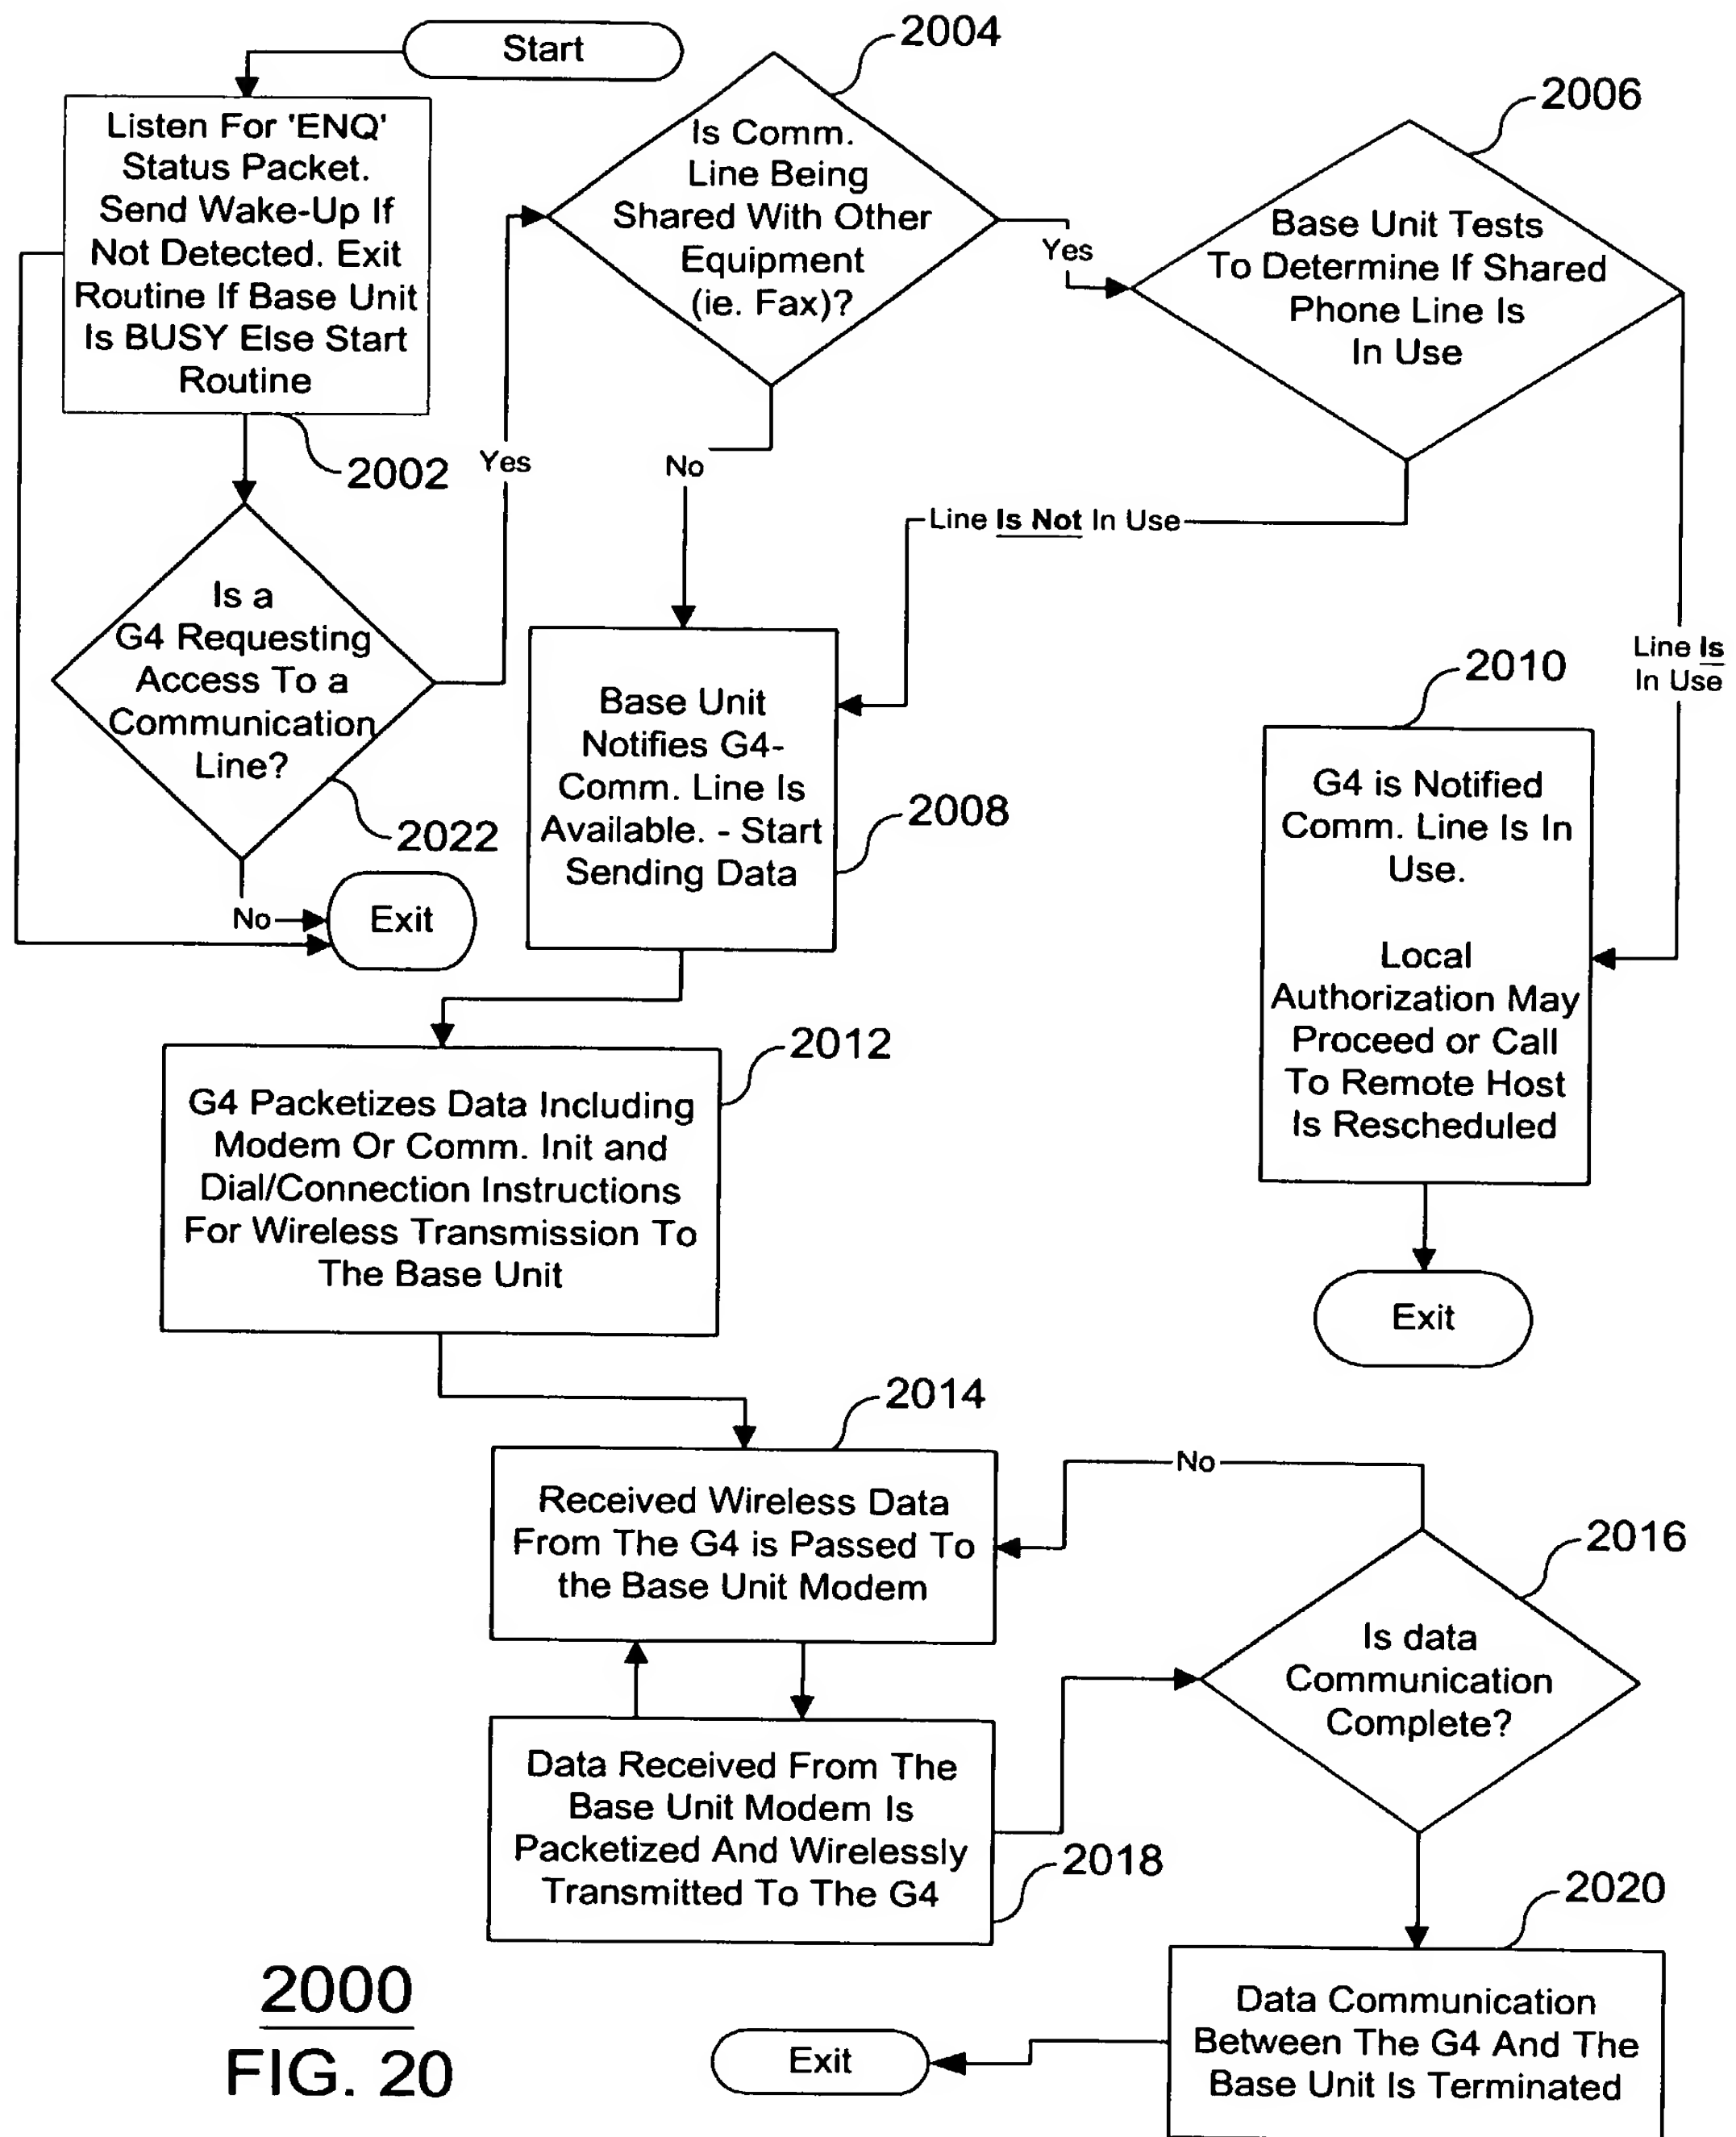 Start
2004
2006
Listen For 'ENQ'
Status Packet.
Send Wake-Up If
Not Detected. Exit
Routine If Base Unit
Is BUSY Else Start
Routine
2002
Is Comm.
Line Being
Shared With Other
Equipment
(ie. Fax)?
Yes
Base Unit Tests
To Determine If Shared
Phone Line Is
In Use
Yes
No
Line Is Not In Use
Line Is
In Use
Is a
G4 Requesting
Access To a
Communication
Line?
2022
No
Exit
Base Unit
Notifies G4-
Comm. Line Is
Available. - Start
Sending Data
2008
2010
G4 is Notified
Comm. Line Is In
Use.
Local
Authorization May
Proceed or Call
To Remote Host
Is Rescheduled
Exit
2012
G4 Packetizes Data Including
Modem Or Comm. Init and
Dial/Connection Instructions
For Wireless Transmission To
The Base Unit
2014
Received Wireless Data
From The G4 is Passed To
the Base Unit Modem
No
2016
Is data
Communication
Complete?
Data Received From The
Base Unit Modem Is
Packetized And Wirelessly
Transmitted To The G4
2018
2020
Data Communication
Between The G4 And The
Base Unit Is Terminated
Exit
2000
FIG. 20